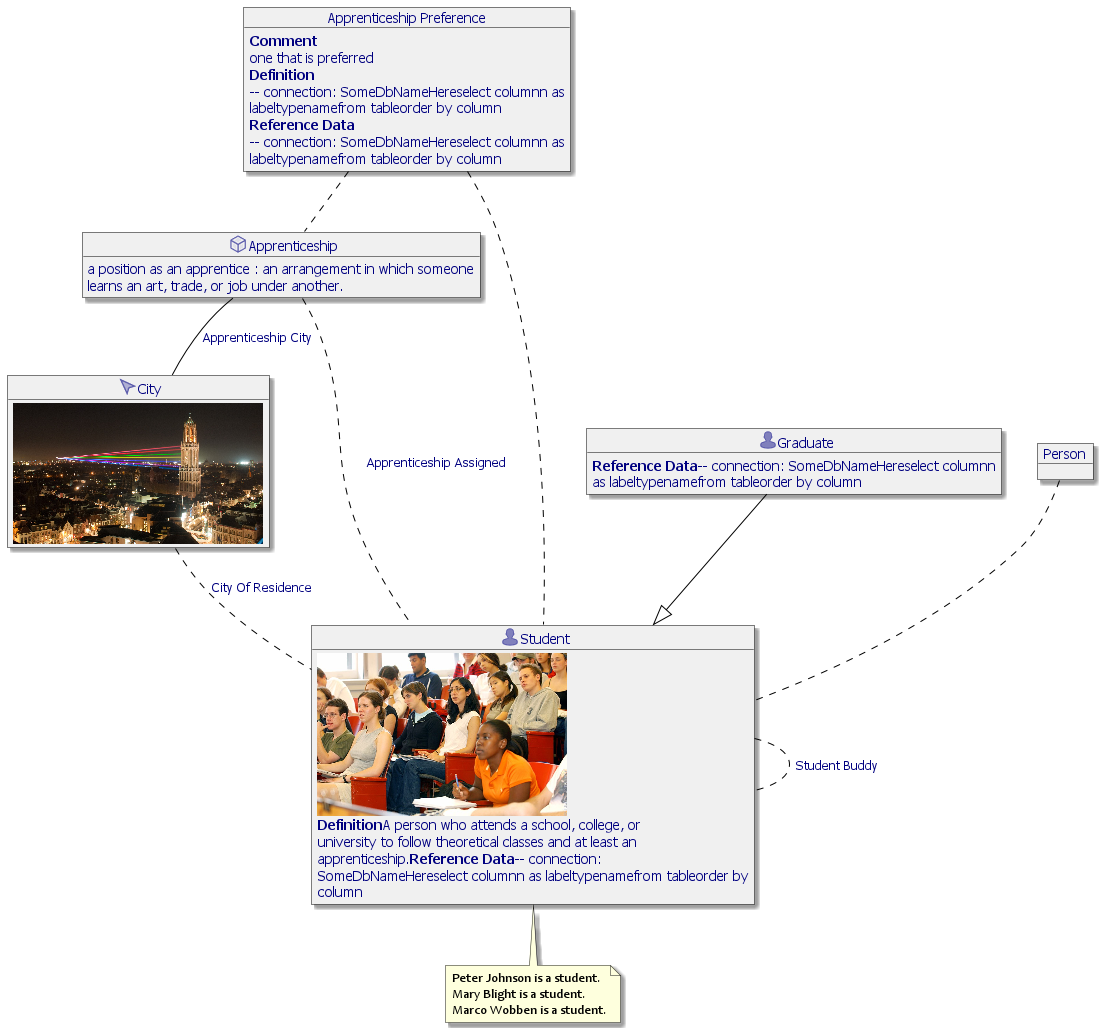 Apprenticeship Preference
Comment
one that is preferred
Definition
-- connection: SomeDbNameHereselect columnn as
labeltypenamefrom tableorder by column
Reference Data
-- connection: SomeDbNameHereselect columnn as
labeltypenamefrom tableorder by column
Apprenticeship
a position as an apprentice : an arrangement in which someone
learns an art, trade, or job under another.
Apprenticeship City
City
Apprenticeship Assigned
Graduate
Reference Data-- connection: SomeDbNameHereselect columnn
as labeltypenamefrom tableorder by column
Person
City Of Residence
Student
Student Buddy
DefinitionA person who attends a school, college, or
university to follow theoretical classes and at least an
apprenticeship.Reference Data-- connection:
SomeDbNameHereselect columnn as labeltypenamefrom tableorder by
column
Peter Johnson is a student.
Mary Blight is a student.
Marco Wobben is a student.